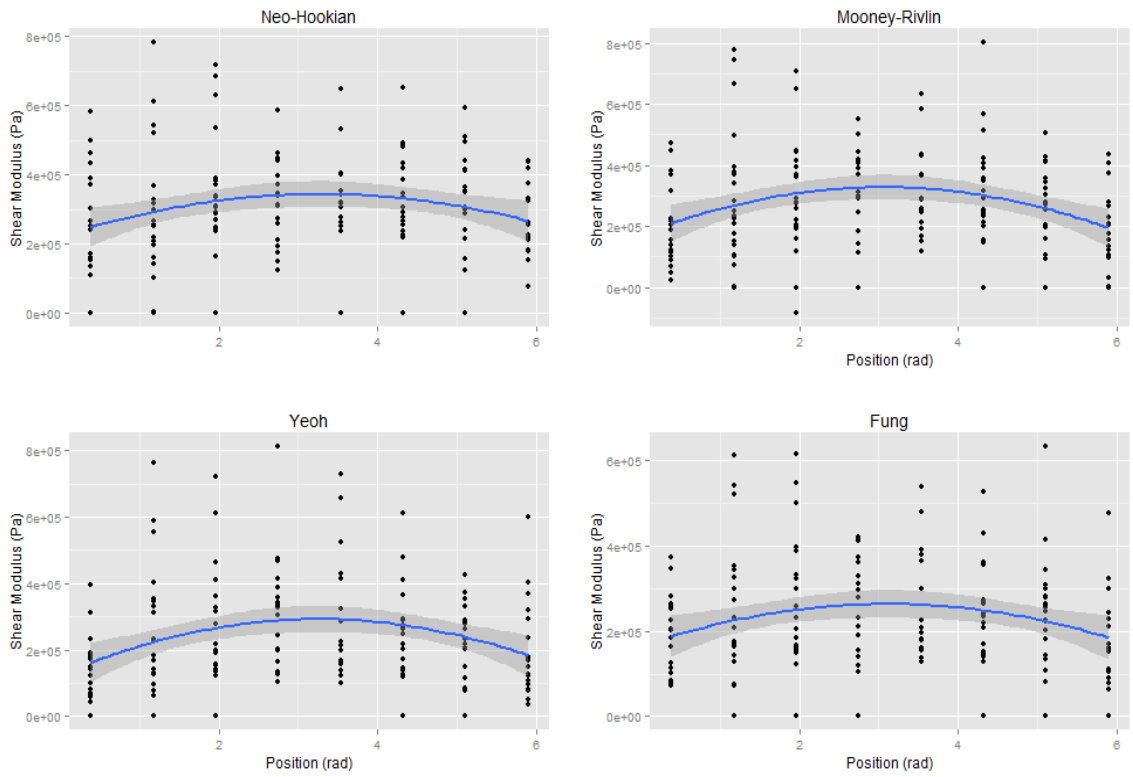 Neo-Hookian
Shear Modulus (Pa)
8e+05
6e+05
4e+05
2e+05
0e+00
2
4
6
Mooney-Rivlin
Shear Modulus (Pa)
8e+05
6e+05
4e+05
2e+05
0e+00
2
4
6
Position (rad)
Yeoh
Shear Modulus (Pa)
8e+05
6e+05
4e+05
2e+05
0e+00
2
4
6
Position (rad)
Fung
Shear Modulus (Pa)
6e+05
4e+05
2e+05
0e+00
2
4
6
Position (rad)